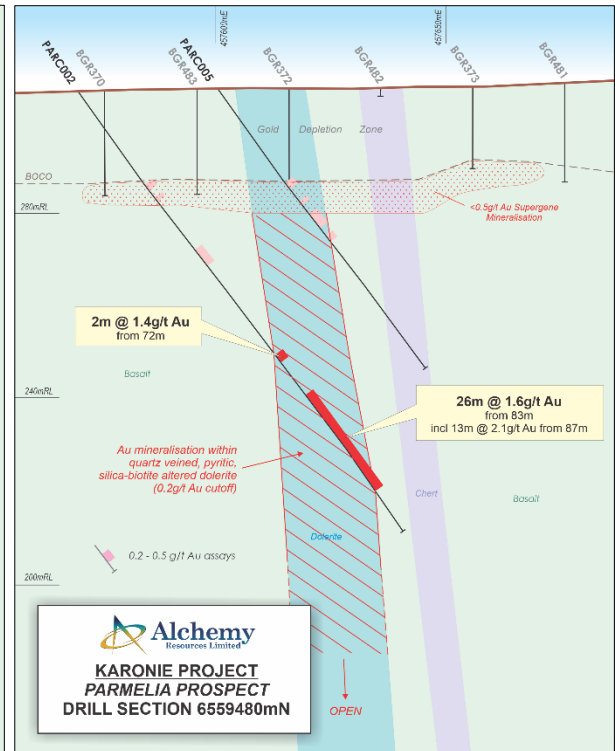 457600mE
457650mE
PARC002
BGR370
BGR483
PARC005
BGR372
BGR482
BGR373
BGR481
Gold Depletion Zone
BOCO
280mRL
<0.5g/t Au Supergene
Mineralisation
2m @ 1.4g/t Au
from 72m
Basalt
240mRL
26m @ 1.6g/t Au
from 83m
incl 13m @ 2.1g/t Au from 87m
Au mineralisation within
quartz veined, pyritic,
silica-biotite altered dolerite
(0.2g/t Au cutoff)
Chert
Basalt
Dolerite
0.2 - 0.5 g/t Au assays
200mRL
Alchemy
Resources Limited
KARONIE PROJECT
PARMELIA PROSPECT
DRILL SECTION 6559480mN
OPEN